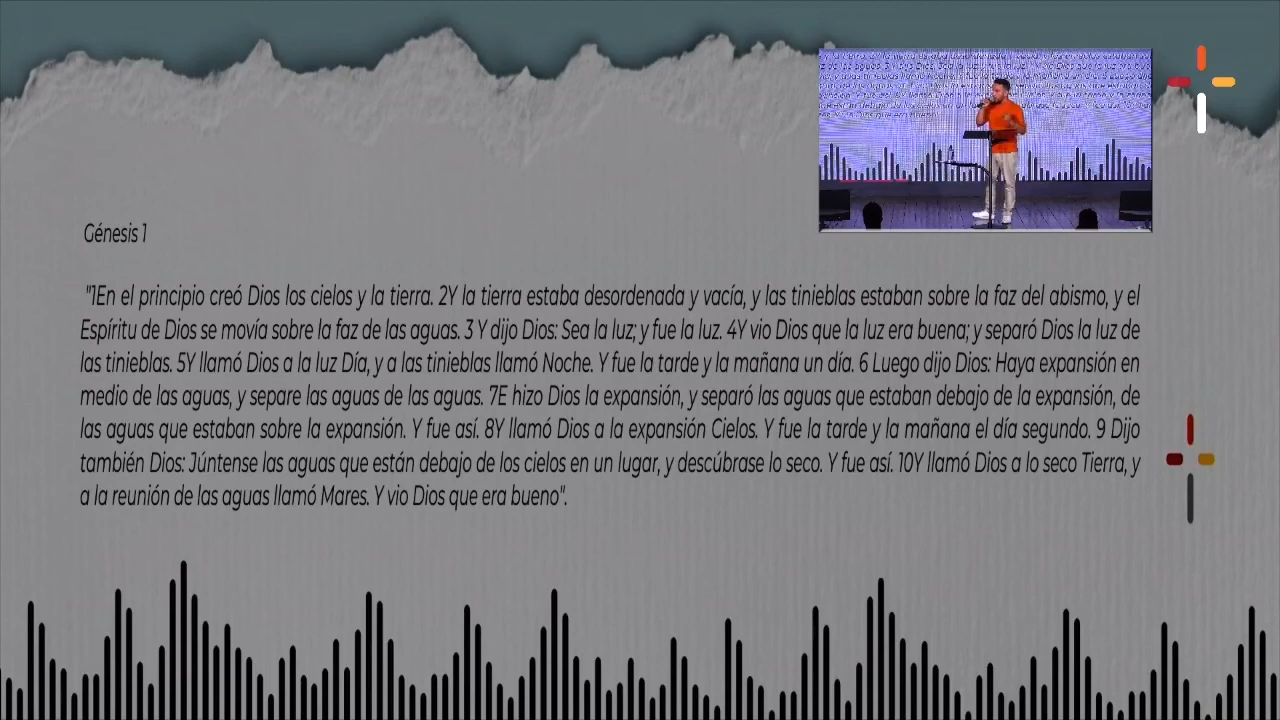 Génesis 1
"1En el principio creó Dios los cielos y la tierra. 2Y la tierra estaba desordenada y vacía, y las tinieblas estaban sobre la faz del abismo, y el
Espíritu de Dios se movía sobre la faz de las aguas. 3 Y dijo Dios: Sea la luz; y fue la luz. 4Y vio Dios que la luz era buena; y separó Dios la luz de
las tinieblas. 5Y llamó Dios a la luz Día, y a las tinieblas llamó Noche. Y fue la tarde y la mañana un día. 6 Luego dijo Dios: Haya expansión en
medio de las aguas, y separe las aguas de las aguas. 7E hizo Dios la expansión, y separó las aguas que estaban debajo de la expansión, de
las aguas que estaban sobre la expansión. Y fue así. 8Y llamó Dios a la expansión Cielos. Y fue la tarde y la mañana el día segundo. 9 Dijo
también Dios: Júntense las aguas que están debajo de los cielos en un lugar, y descúbrase lo seco. Y fue así. 10Y llamó Dios a lo seco Tierra, y
a la reunión de las aguas llamó Mares. Y vio Dios que era bueno".